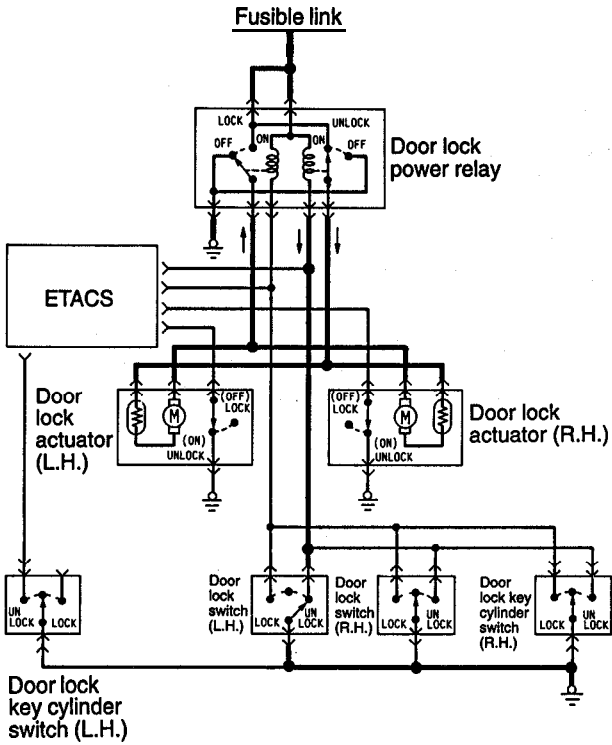 Fusible link
LOCK
UNLOCK
OFF
ON
ON
OFF
Door lock
power relay
ETACS
Door
lock
actuator
(L.H.)
(OFF)
LOCK
(ON)
UNLOCK
M
(OFF)
LOCK
(ON)
UNLOCK
M
Door lock
actuator (R.H.)
UN
LOCK
LOCK
Door lock
key cylinder
switch (L.H.)
Door
lock
switch
(L.H.)
LOCK
UN
LOCK
Door
lock
switch
(R.H.)
LOCK
UN
LOCK
Door
lock key
cylinder
switch
(R.H.)
LOCK
UN
LOCK